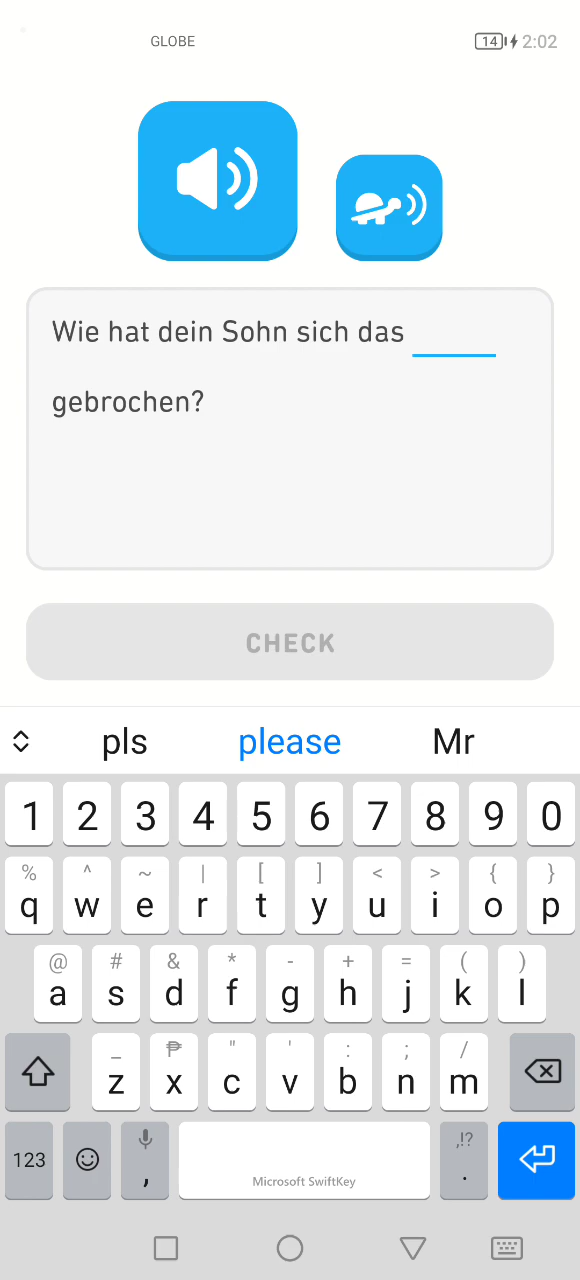 GLOBE 14 2:02
Wie hat dein Sohn sich das
gebrochen?
CHECK
pls please Mr
1 2 3 4 5 6 7 8 9 0
% ^ ~ | [ ] < > { }
q w e r t y u i o p
@ # & * - + = ( )
a s d f g h j k l
_ ₱ " ' : ; /
z x c v b n m
123 , Microsoft SwiftKey ,!? .